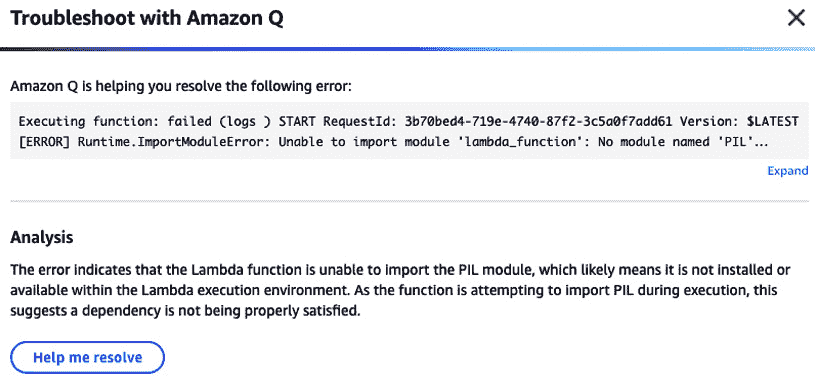 Troubleshoot with Amazon Q
Amazon Q is helping you resolve the following error:
Executing function: failed (logs ) START RequestId: 3b70bed4-719e-4740-87f2-3c5a0f7add61 Version: $LATEST
[ERROR] Runtime.ImportModuleError: Unable to import module 'lambda_function': No module named 'PIL'...
Expand
Analysis
The error indicates that the Lambda function is unable to import the PIL module, which likely means it is not installed or
available within the Lambda execution environment. As the function is attempting to import PIL during execution, this
suggests a dependency is not being properly satisfied.
Help me resolve